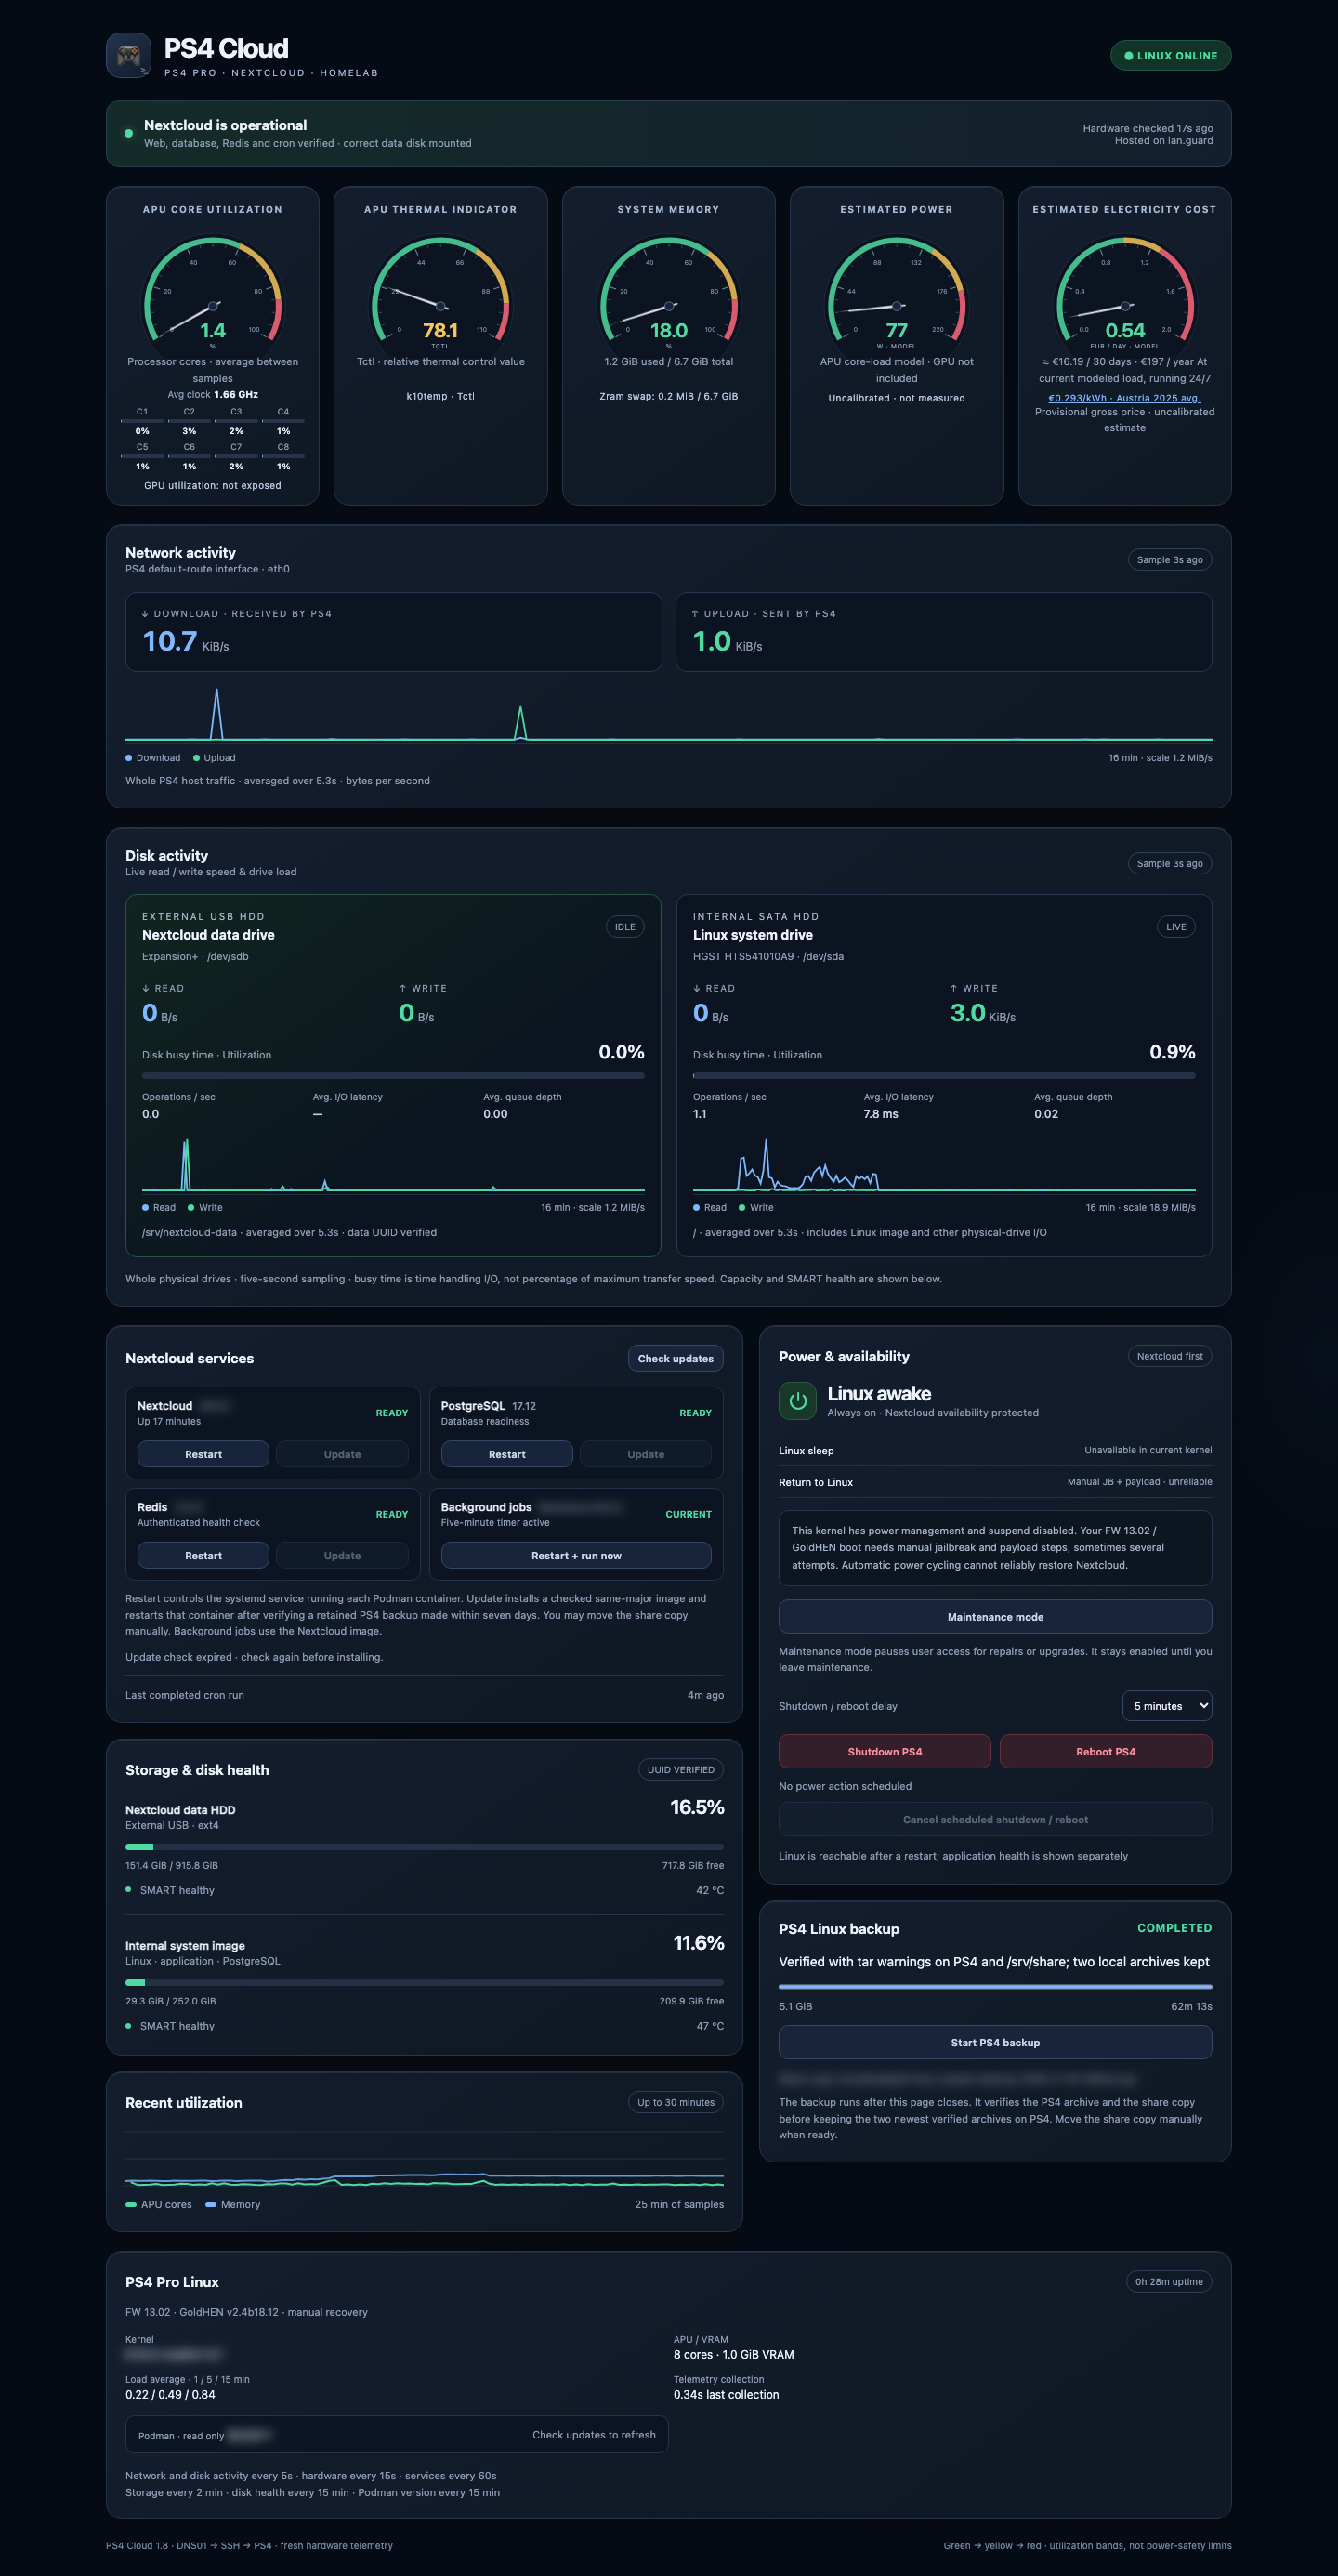 PS4 Cloud
PS4 PRO · NEXTCLOUD · HOMELAB
LINUX ONLINE
Nextcloud is operational
Web, database, Redis and cron verified · correct data disk mounted
Hardware checked 17s ago
Hosted on lan.guard
APU CORE UTILIZATION
0 20 40 60 80 100
1.4
%
Processor cores · average between
samples
Avg clock 1.66 GHz
C1 C2 C3 C4
0% 3% 2% 1%
C5 C6 C7 C8
1% 1% 2% 1%
GPU utilization: not exposed
APU THERMAL INDICATOR
0 22 44 66 88 110
78.1
TCTL
Tctl · relative thermal control value
k10temp · Tctl
SYSTEM MEMORY
0 20 40 60 80 100
18.0
%
1.2 GiB used / 6.7 GiB total
Zram swap: 0.2 MiB / 6.7 GiB
ESTIMATED POWER
0 44 88 132 176 220
77
W · MODEL
APU core-load model · GPU not
included
Uncalibrated · not measured
ESTIMATED ELECTRICITY COST
0.0 0.4 0.8 1.2 1.6 2.0
0.54
EUR / DAY · MODEL
≈ €16.19 / 30 days · €197 / year At
current modeled load, running 24/7
€0.293/kWh · Austria 2025 avg.
Provisional gross price · uncalibrated
estimate
Network activity
PS4 default-route interface · eth0
Sample 3s ago
↓ DOWNLOAD · RECEIVED BY PS4
10.7 KiB/s
↑ UPLOAD · SENT BY PS4
1.0 KiB/s
Download Upload
16 min · scale 1.2 MiB/s
Whole PS4 host traffic · averaged over 5.3s · bytes per second
Disk activity
Live read / write speed & drive load
Sample 3s ago
EXTERNAL USB HDD
Nextcloud data drive
IDLE
Expansion+ · /dev/sdb
↓ READ ↑ WRITE
0 B/s 0 B/s
Disk busy time · Utilization 0.0%
Operations / sec Avg. I/O latency Avg. queue depth
0.0 — 0.00
Read Write
16 min · scale 1.2 MiB/s
/srv/nextcloud-data · averaged over 5.3s · data UUID verified
INTERNAL SATA HDD
Linux system drive
LIVE
HGST HTS541010A9 · /dev/sda
↓ READ ↑ WRITE
0 B/s 3.0 KiB/s
Disk busy time · Utilization 0.9%
Operations / sec Avg. I/O latency Avg. queue depth
1.1 7.8 ms 0.02
Read Write
16 min · scale 18.9 MiB/s
/ · averaged over 5.3s · includes Linux image and other physical-drive I/O
Whole physical drives · five-second sampling · busy time is time handling I/O, not percentage of maximum transfer speed. Capacity and SMART health are shown below.
Nextcloud services
Check updates
Nextcloud
Up 17 minutes
READY
Restart Update
PostgreSQL 17.12
Database readiness
READY
Restart Update
Redis
Authenticated health check
READY
Restart Update
Background jobs
Five-minute timer active
CURRENT
Restart + run now
Restart controls the systemd service running each Podman container. Update installs a checked same-major image and
restarts that container after verifying a retained PS4 backup made within seven days. You may move the share copy
manually. Background jobs use the Nextcloud image.
Update check expired · check again before installing.
Last completed cron run 4m ago
Power & availability
Nextcloud first
Linux awake
Always on · Nextcloud availability protected
Linux sleep Unavailable in current kernel
Return to Linux Manual JB + payload · unreliable
This kernel has power management and suspend disabled. Your FW 13.02 /
GoldHEN boot needs manual jailbreak and payload steps, sometimes several
attempts. Automatic power cycling cannot reliably restore Nextcloud.
Maintenance mode
Maintenance mode pauses user access for repairs or upgrades. It stays enabled until you
leave maintenance.
Shutdown / reboot delay 5 minutes
Shutdown PS4 Reboot PS4
No power action scheduled
Cancel scheduled shutdown / reboot
Linux is reachable after a restart; application health is shown separately
Storage & disk health
UUID VERIFIED
Nextcloud data HDD 16.5%
External USB · ext4
151.4 GiB / 915.8 GiB 717.8 GiB free
SMART healthy 42 °C
Internal system image 11.6%
Linux · application · PostgreSQL
29.3 GiB / 252.0 GiB 209.9 GiB free
SMART healthy 47 °C
PS4 Linux backup
COMPLETED
Verified with tar warnings on PS4 and /srv/share; two local archives kept
5.1 GiB 62m 13s
Start PS4 backup
The backup runs after this page closes. It verifies the PS4 archive and the share copy
before keeping the two newest verified archives on PS4. Move the share copy manually
when ready.
Recent utilization
Up to 30 minutes
APU cores Memory
25 min of samples
PS4 Pro Linux
0h 28m uptime
FW 13.02 · GoldHEN v2.4b18.12 · manual recovery
Kernel
APU / VRAM
8 cores · 1.0 GiB VRAM
Load average · 1 / 5 / 15 min
0.22 / 0.49 / 0.84
Telemetry collection
0.34s last collection
Podman · read only
Check updates to refresh
Network and disk activity every 5s · hardware every 15s · services every 60s
Storage every 2 min · disk health every 15 min · Podman version every 15 min
PS4 Cloud 1.8 · DNS01 → SSH → PS4 · fresh hardware telemetry
Green → yellow → red · utilization bands, not power-safety limits